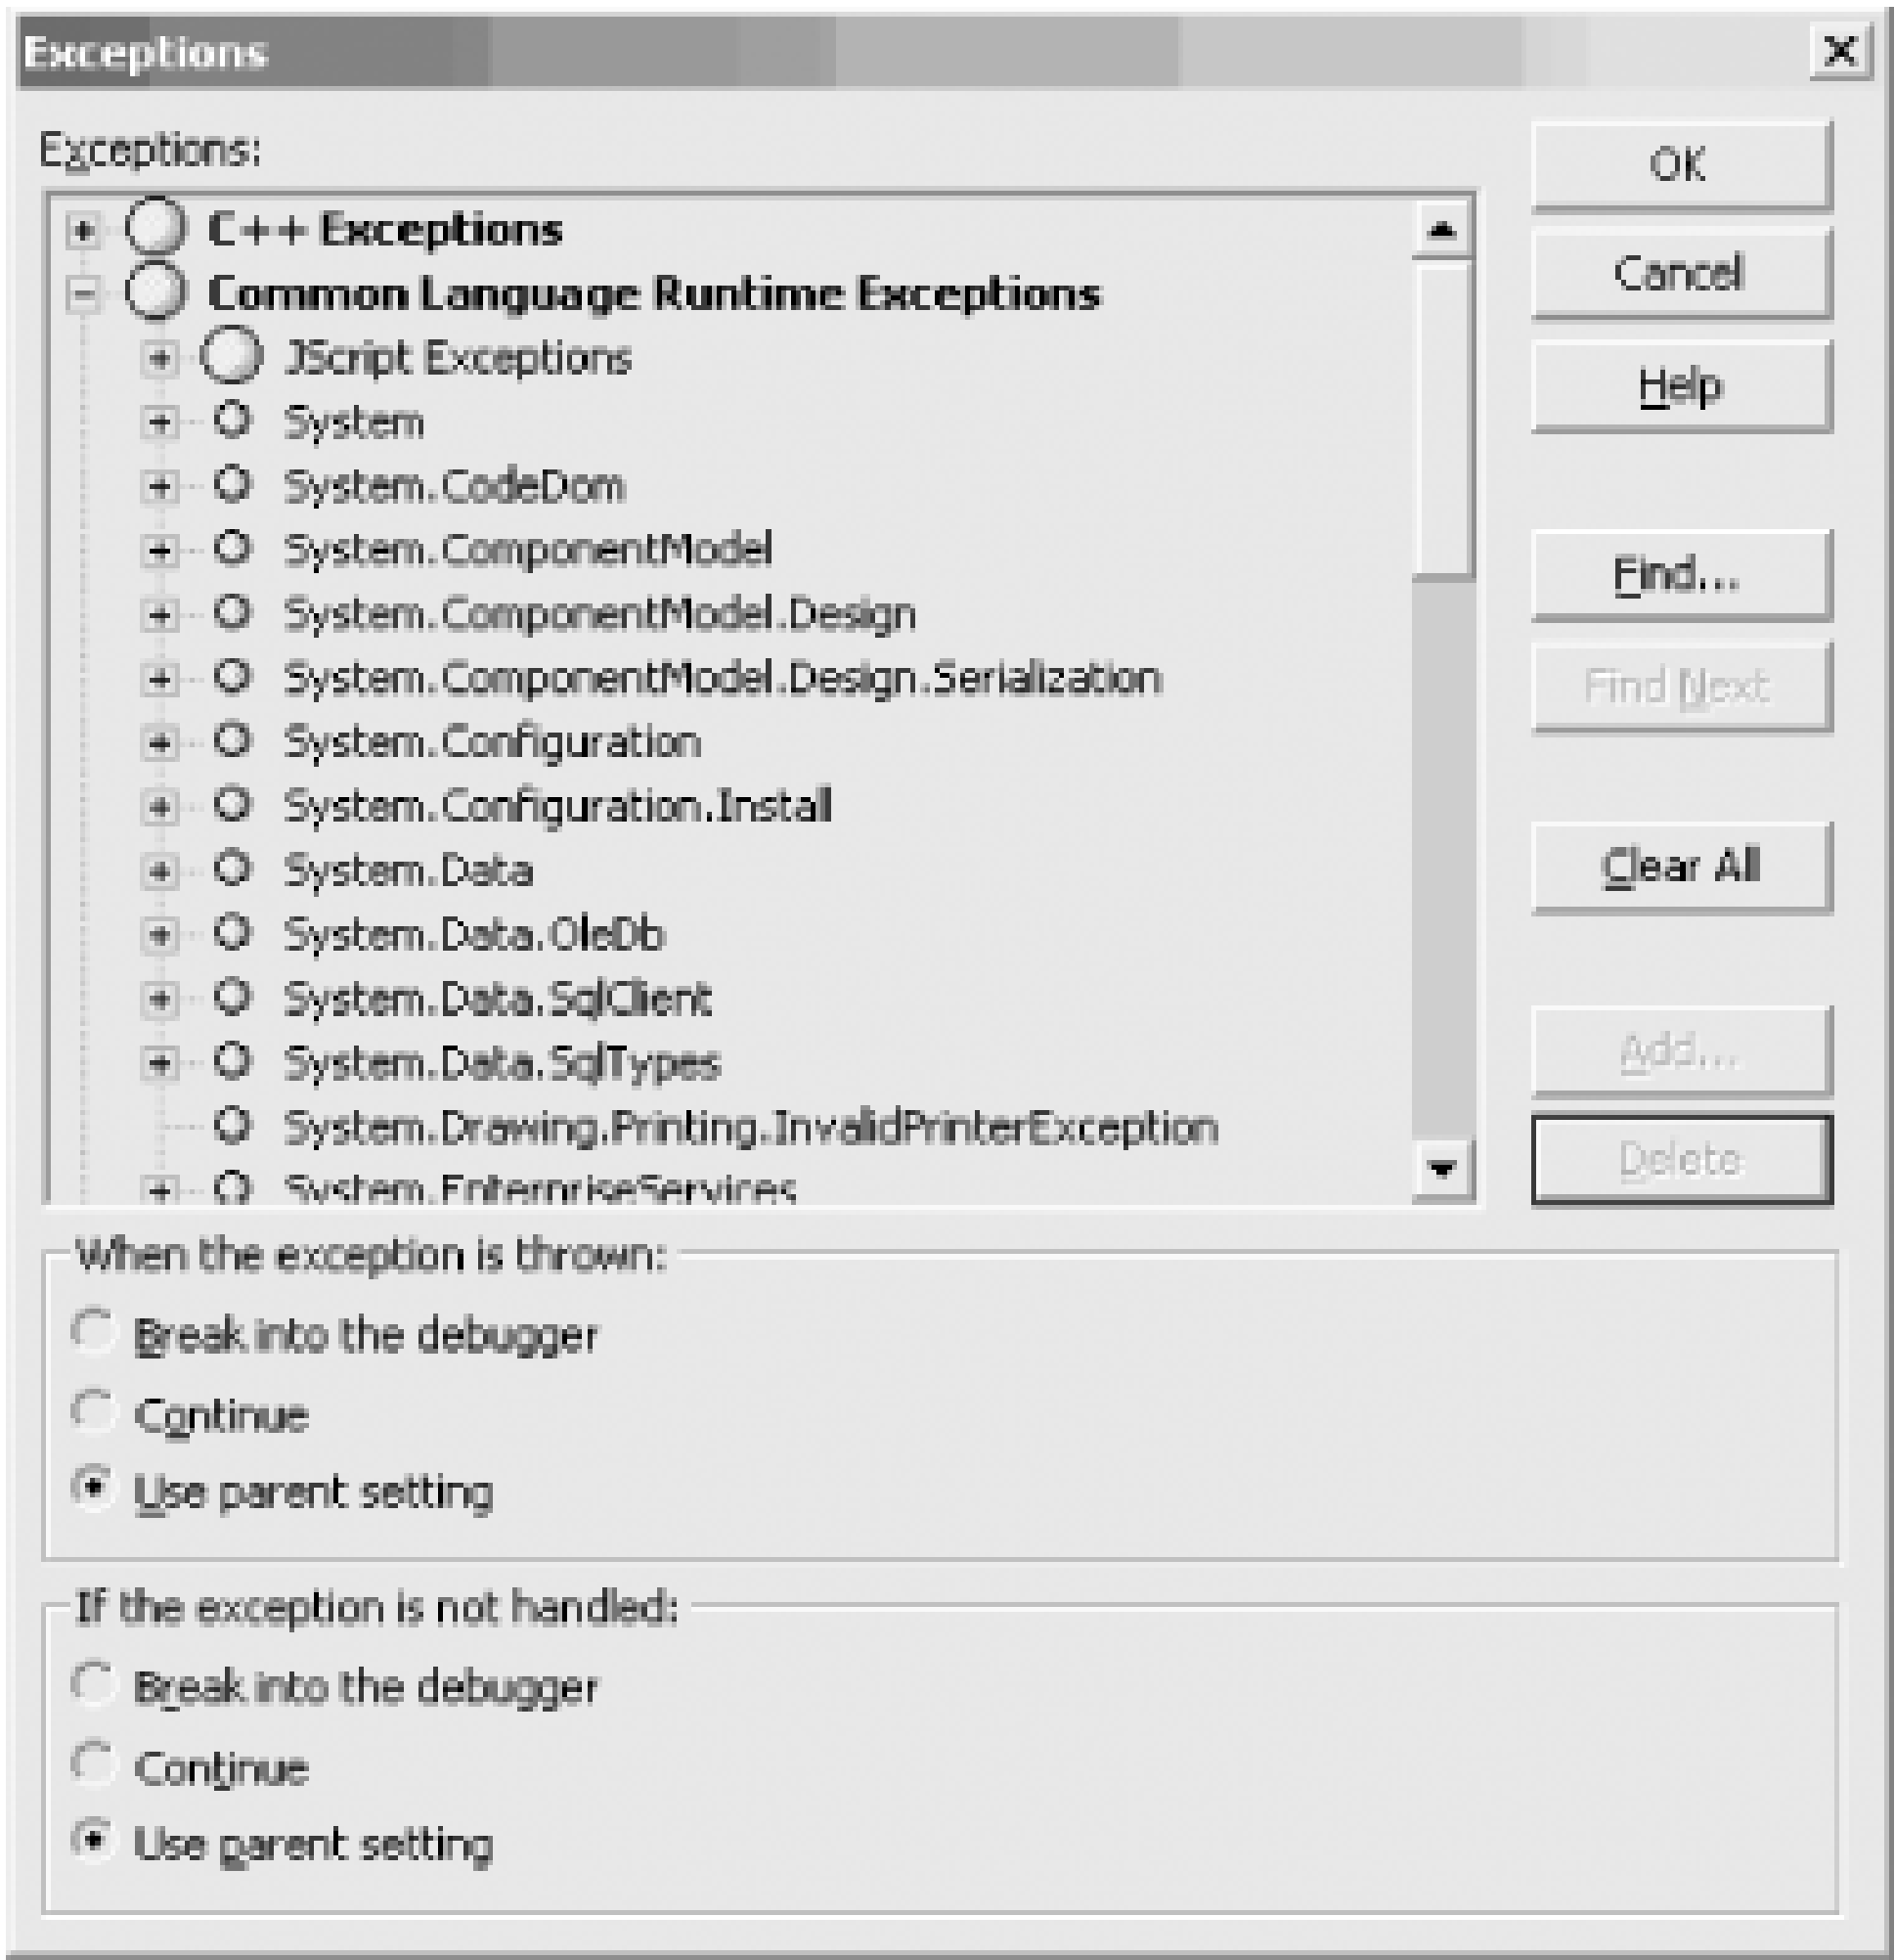 Exceptions
Exceptions:
C++ Exceptions
Common Language Runtime Exceptions
JScript Exceptions
System
System.CodeDom
System.ComponentModel
System.ComponentModel.Design
System.ComponentModel.Design.Serialization
System.Configuration
System.Configuration.Install
System.Data
System.Data.OleDb
System.Data.SqlClient
System.Data.SqlTypes
System.Drawing.Printing.InvalidPrinterException
System.EnterpriseServices
OK
Cancel
Help
Find...
Find Next
Clear All
Add...
Delete
When the exception is thrown:
Break into the debugger
Continue
Use parent setting
If the exception is not handled:
Break into the debugger
Continue
Use parent setting